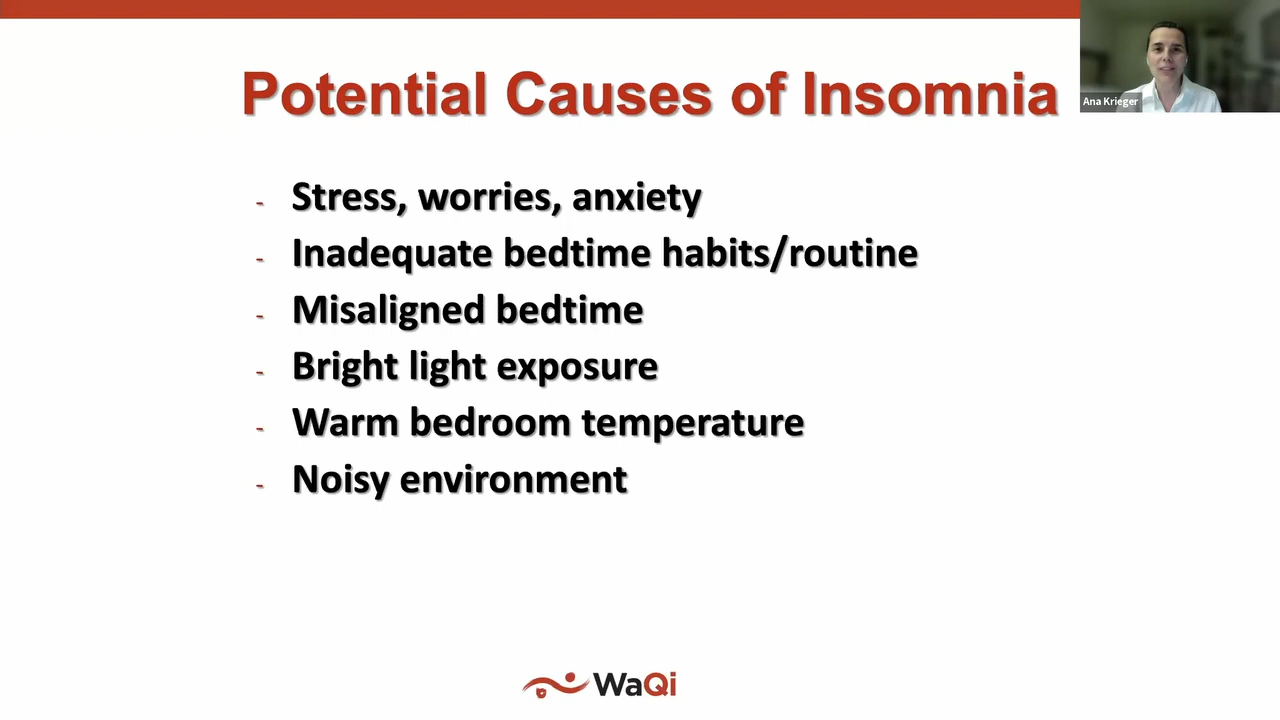 Potential Causes of Insomnia
Ana Krieger
- Stress, worries, anxiety
- Inadequate bedtime habits/routine
- Misaligned bedtime
- Bright light exposure
- Warm bedroom temperature
- Noisy environment
WaQi